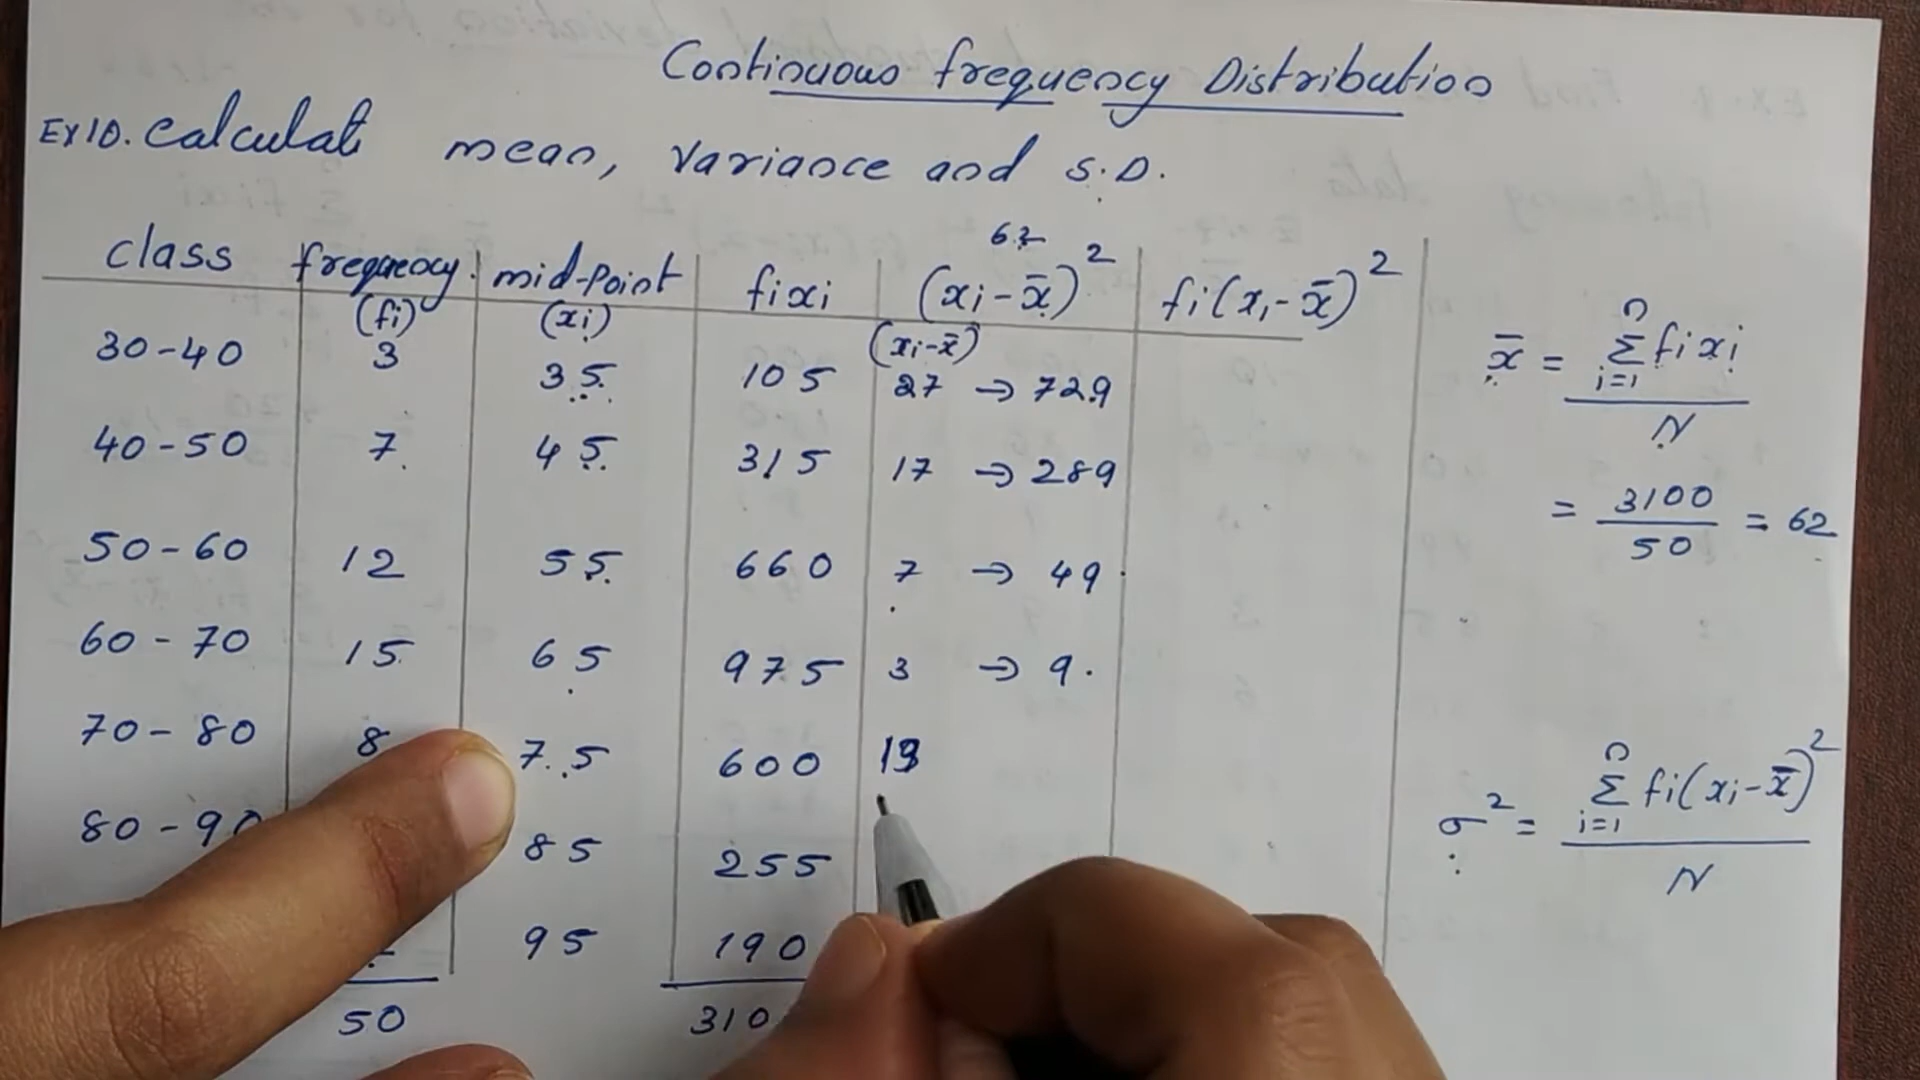 Continuous frequency Distribution
Ex10. Calculat mean, variance and S.D.
class frequency (fi) mid-point (xi) fixi (xi - x̄)² fi(xi - x̄)²
62
(xi - x̄)
30-40 3 35 105 27 → 729
40-50 7 45 315 17 → 289
50-60 12 55 660 7 → 49
60-70 15 65 975 3 → 9
70-80 8 75 600 13
80-90 85 255
95 190
50 310
x̄ = n Σ i=1 fixi / N
= 3100 / 50 = 62
σ² = n Σ i=1 fi(xi - x̄)² / N